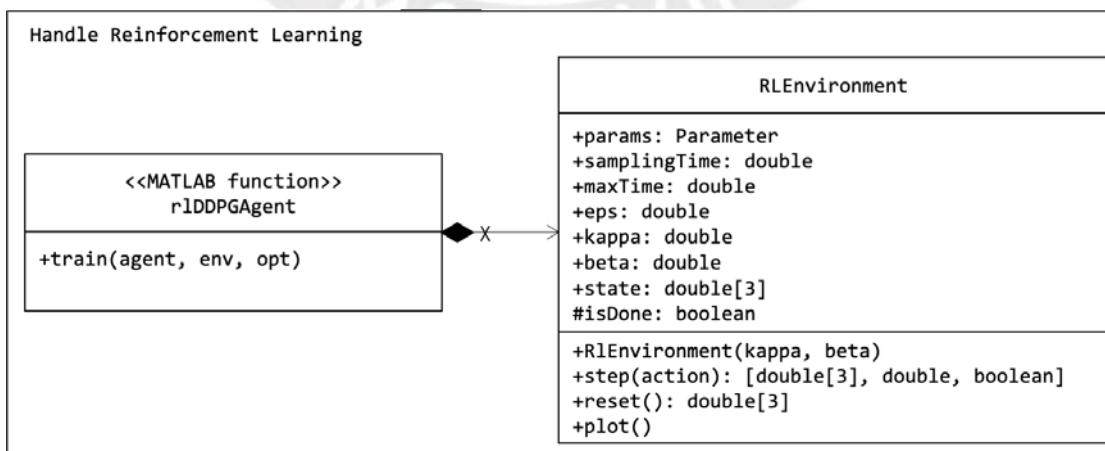 Handle Reinforcement Learning
<<MATLAB function>>
rlDDPGAgent
+train(agent, env, opt)
X
RLEnvironment
+params: Parameter
+samplingTime: double
+maxTime: double
+eps: double
+kappa: double
+beta: double
+state: double[3]
#isDone: boolean
+RlEnvironment(kappa, beta)
+step(action): [double[3], double, boolean]
+reset(): double[3]
+plot()